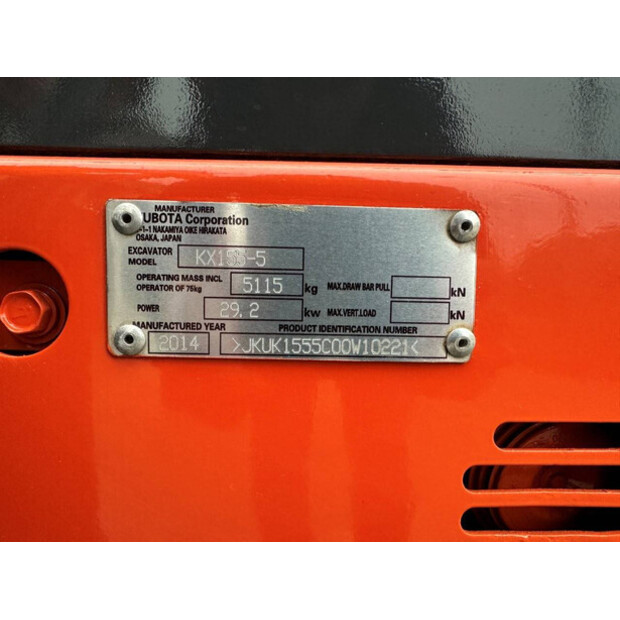 MANUFACTURER
UBOTA Corporation
-1-1 NAKAMIYA OIKE HIRAKATA
OSAKA, JAPAN
EXCAVATOR MODEL KX155-5
OPERATING MASS INCL OPERATOR OF 75kg 5115 kg MAX.DRAW BAR PULL kN
POWER 29.2 kw MAX.VERT.LOAD kN
MANUFACTURED YEAR PRODUCT IDENTIFICATION NUMBER
2014 >JKUK1555C00W10221<